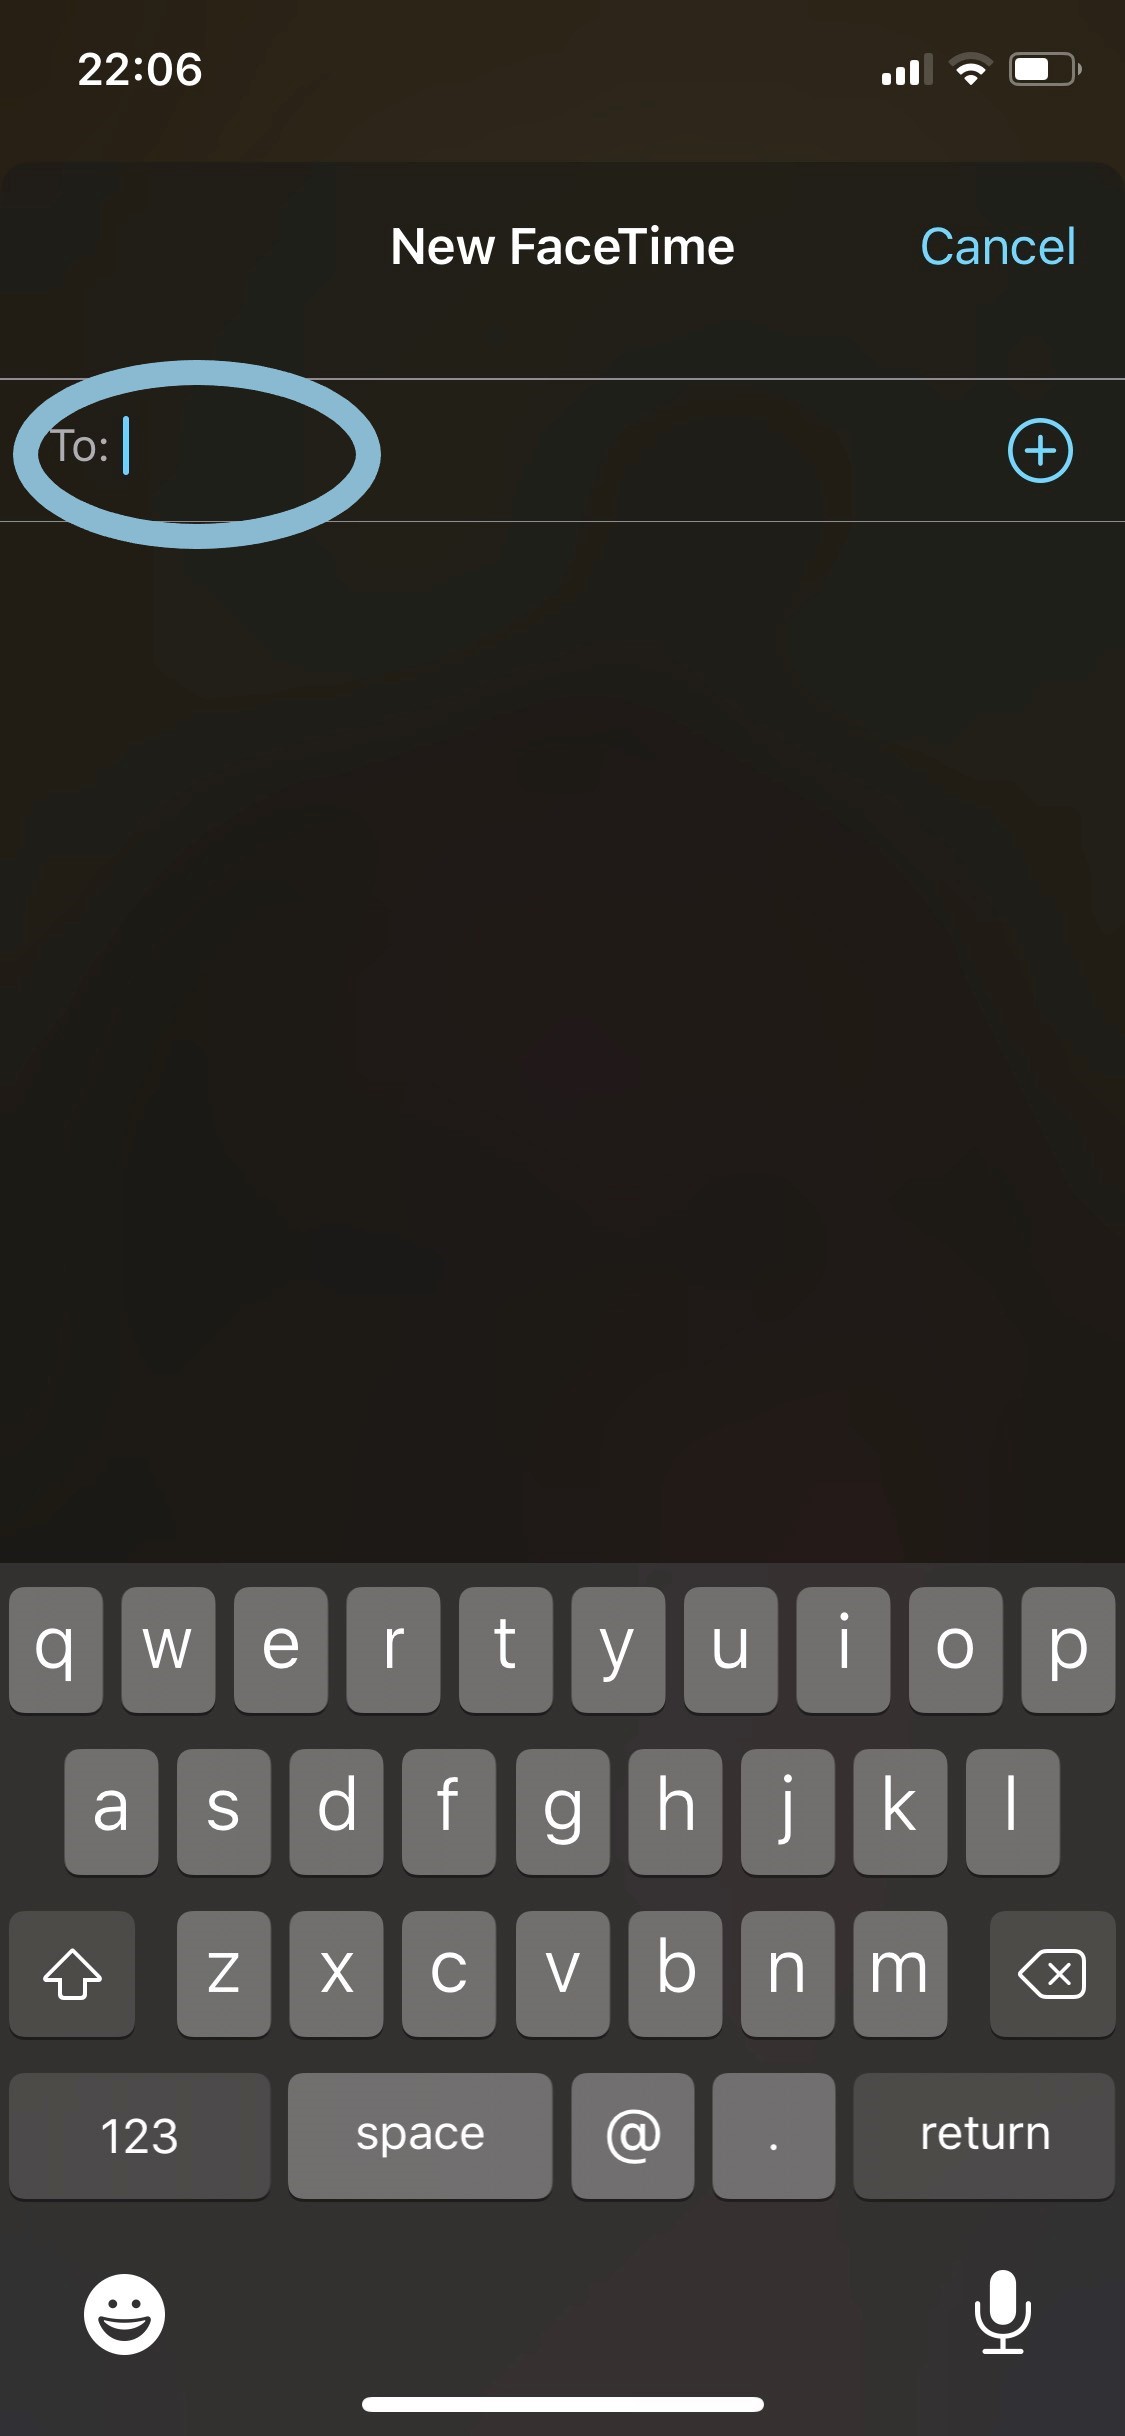 22:06
New FaceTime Cancel
To:
q w e r t y u i o p
a s d f g h j k l
z x c v b n m
123 space @ . return